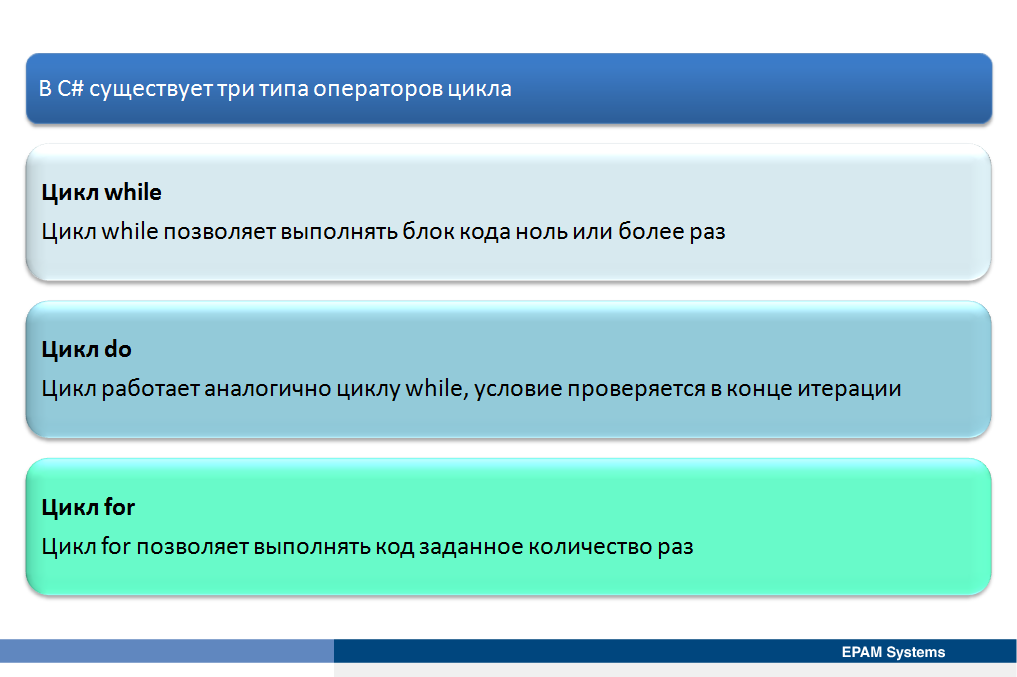 В C# существует три типа операторов цикла
Цикл while
Цикл while позволяет выполнять блок кода ноль или более раз
Цикл do
Цикл работает аналогично циклу while, условие проверяется в конце итерации
Цикл for
Цикл for позволяет выполнять код заданное количество раз
EPAM Systems